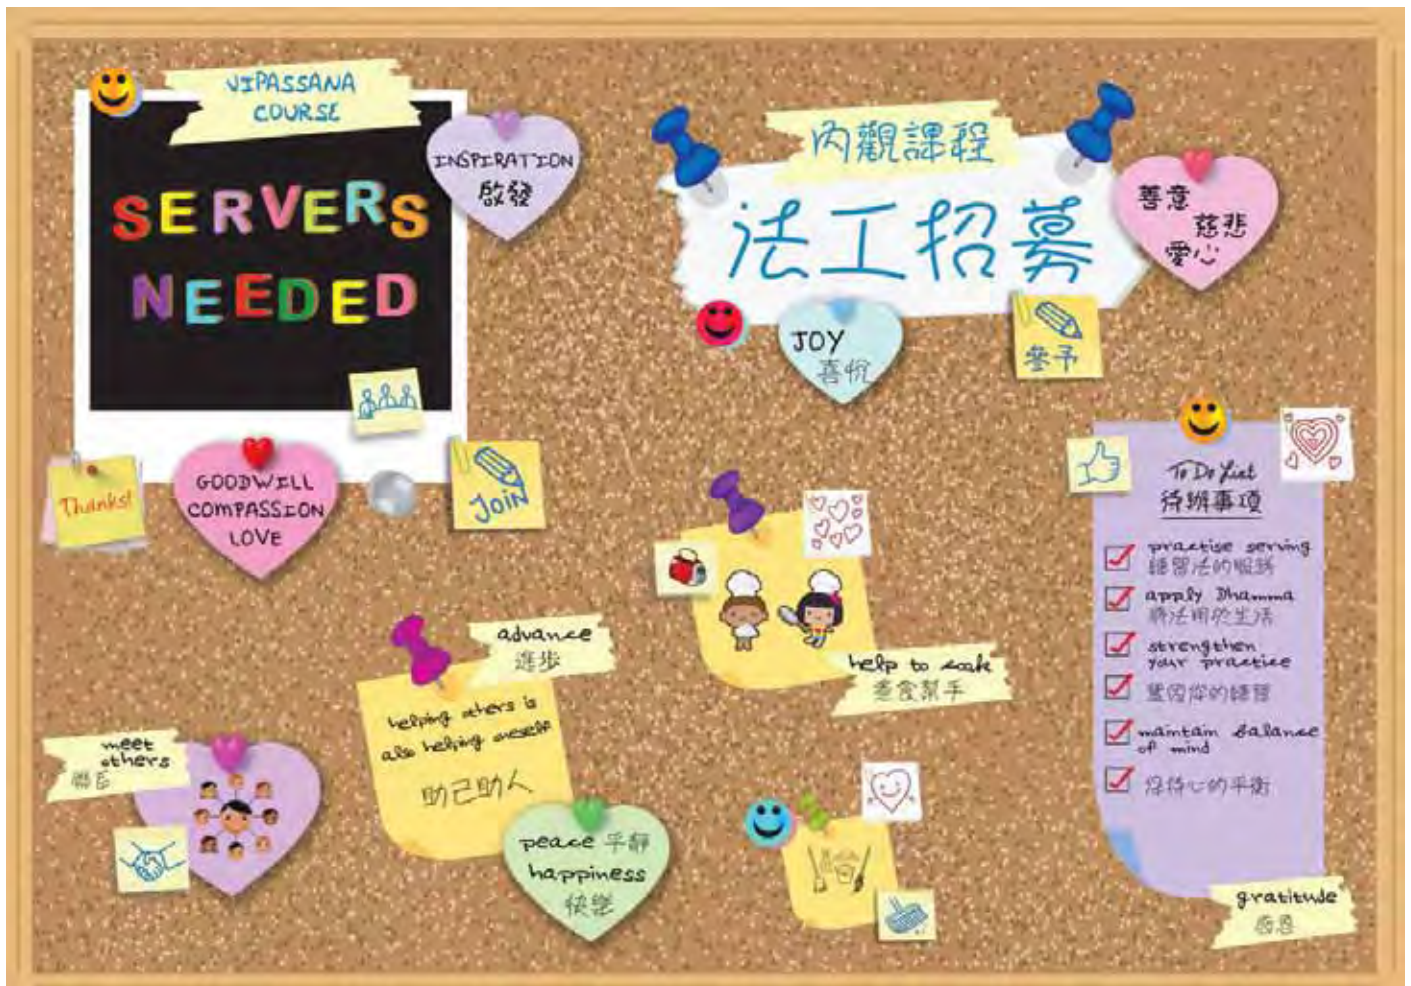 VIPASSANA
COURSE
SERVERS
NEEDED
INSPIRATION
啟發
Thanks!
GOODWILL
COMPASSION
LOVE
JOIN
內觀課程
法工招募
善意
慈悲
愛心
JOY
喜悅
參予
To Do List
待辦事項
practise serving
練習法的服務
apply Dhamma
將法用於生活
strengthen
your practice
鞏固你的練習
maintain balance
of mind
保持心的平衡
gratitude
感恩
help to cook
煮食幫手
advance
進步
helping others is
also helping oneself
助己助人
peace 平靜
happiness
快樂
meet
others